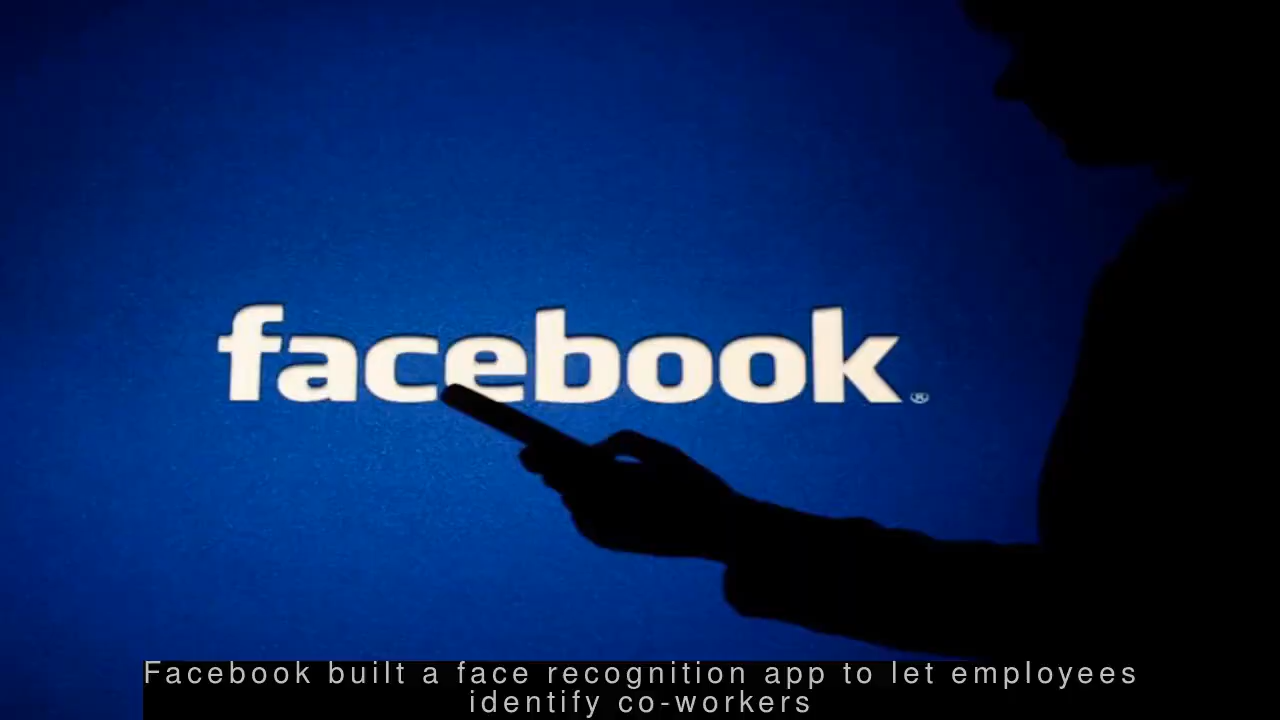 facebook®
Facebook built a face recognition app to let employees
identify co-workers